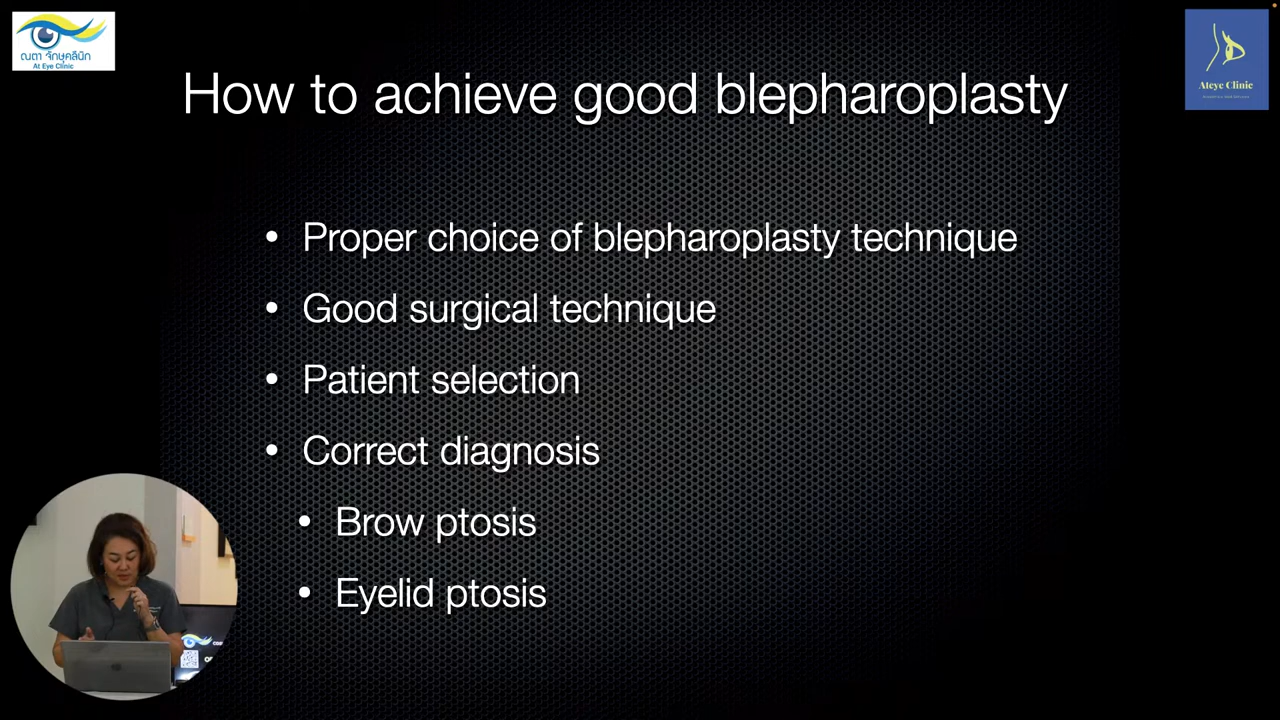 ณตา จักษุคลินิก
At Eye Clinic
Ateye Clinic
How to achieve good blepharoplasty
• Proper choice of blepharoplasty technique
• Good surgical technique
• Patient selection
• Correct diagnosis
• Brow ptosis
• Eyelid ptosis